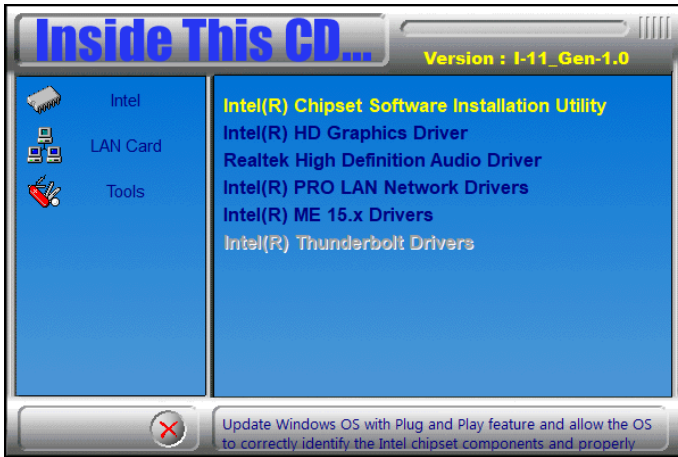 Inside This CD...
Version : I-11_Gen-1.0
Intel
LAN Card
Tools
Intel(R) Chipset Software Installation Utility
Intel(R) HD Graphics Driver
Realtek High Definition Audio Driver
Intel(R) PRO LAN Network Drivers
Intel(R) ME 15.x Drivers
Intel(R) Thunderbolt Drivers
Update Windows OS with Plug and Play feature and allow the OS
to correctly identify the Intel chipset components and properly